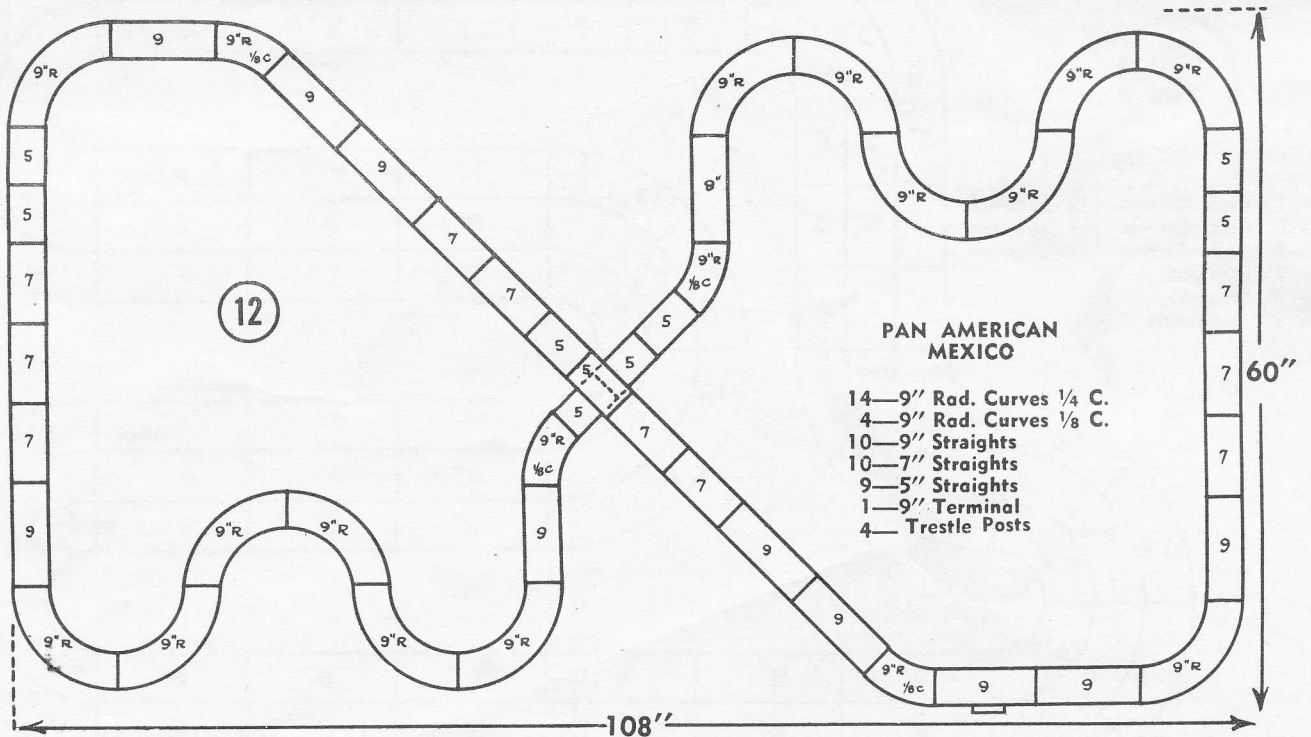 9
9"R
⅛C
9"R
9"R
9"R
9"R
9"R
9
5
9
9"
5
9"R
9"R
5
5
7
9"R
⅛C
7
7
7
12
5
PAN AMERICAN
MEXICO
5
7
5
5
7
60"
14—9" Rad. Curves ¼ C.
4—9" Rad. Curves ⅛ C.
10—9" Straights
10—7" Straights
9—5" Straights
1—9" Terminal
4— Trestle Posts
5
7
9"R
⅛C
7
7
7
9"R
9"R
9
9
9
9
9
9"R
9"R
9"R
9"R
9"R
⅛C
9
9
9"R
108"